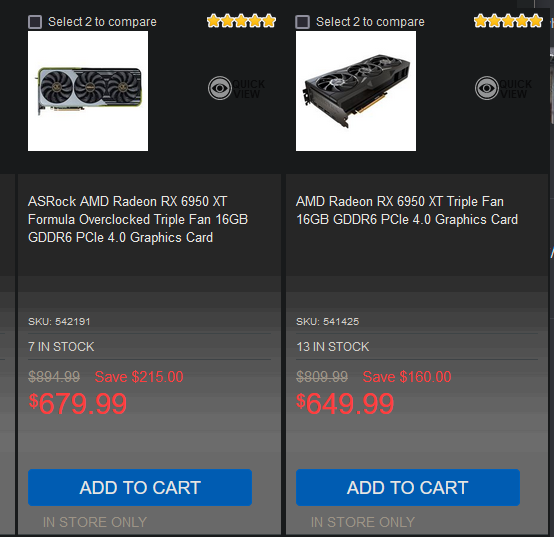 Select 2 to compare
QUICK VIEW
ASRock AMD Radeon RX 6950 XT
Formula Overclocked Triple Fan 16GB
GDDR6 PCIe 4.0 Graphics Card
SKU: 542191
7 IN STOCK
$894.99 Save $215.00
$679.99
ADD TO CART
IN STORE ONLY
Select 2 to compare
QUICK VIEW
AMD Radeon RX 6950 XT Triple Fan
16GB GDDR6 PCIe 4.0 Graphics Card
SKU: 541425
13 IN STOCK
$809.99 Save $160.00
$649.99
ADD TO CART
IN STORE ONLY